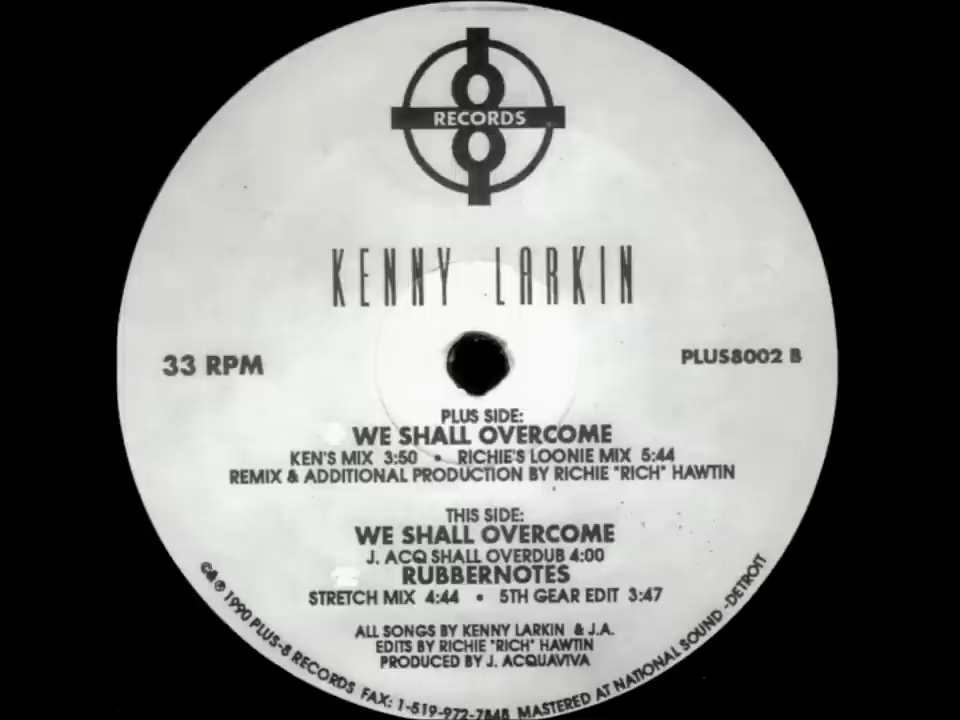 8
RECORDS
KENNY LARKIN
33 RPM
PLUS8002 B
PLUS SIDE:
WE SHALL OVERCOME
KEN'S MIX 3:50 • RICHIE'S LOONIE MIX 5:44
REMIX & ADDITIONAL PRODUCTION BY RICHIE "RICH" HAWTIN
THIS SIDE:
WE SHALL OVERCOME
J. ACQ SHALL OVERDUB 4:00
RUBBERNOTES
STRETCH MIX 4:44 • 5TH GEAR EDIT 3:47
ALL SONGS BY KENNY LARKIN & J.A.
EDITS BY RICHIE "RICH" HAWTIN
PRODUCED BY J. ACQUAVIVA
℗ 1990 PLUS-8 RECORDS FAX: 1-519-972-7848 MASTERED AT NATIONAL SOUND -DETROIT